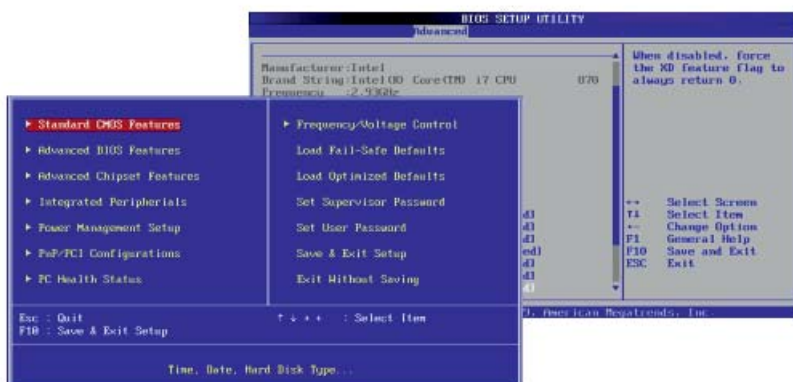 BIOS SETUP UTILITY
Advanced
Manufacturer:Intel
Brand String:Intel(R) Core(TM) i7 CPU 870
Frequency :2.93GHz
When disabled, force
the XD feature flag to
always return 0.
←→ Select Screen
↑↓ Select Item
+- Change Option
F1 General Help
F10 Save and Exit
ESC Exit
American Megatrends, Inc.
▶ Standard CMOS Features
▶ Advanced BIOS Features
▶ Advanced Chipset Features
▶ Integrated Peripherials
▶ Power Management Setup
▶ PnP/PCI Configurations
▶ PC Health Status
▶ Frequency/Voltage Control
Load Fail-Safe Defaults
Load Optimized Defaults
Set Supervisor Password
Set User Password
Save & Exit Setup
Exit Without Saving
Esc : Quit
F10 : Save & Exit Setup
↑ ↓ → ← : Select Item
Time, Date, Hard Disk Type...